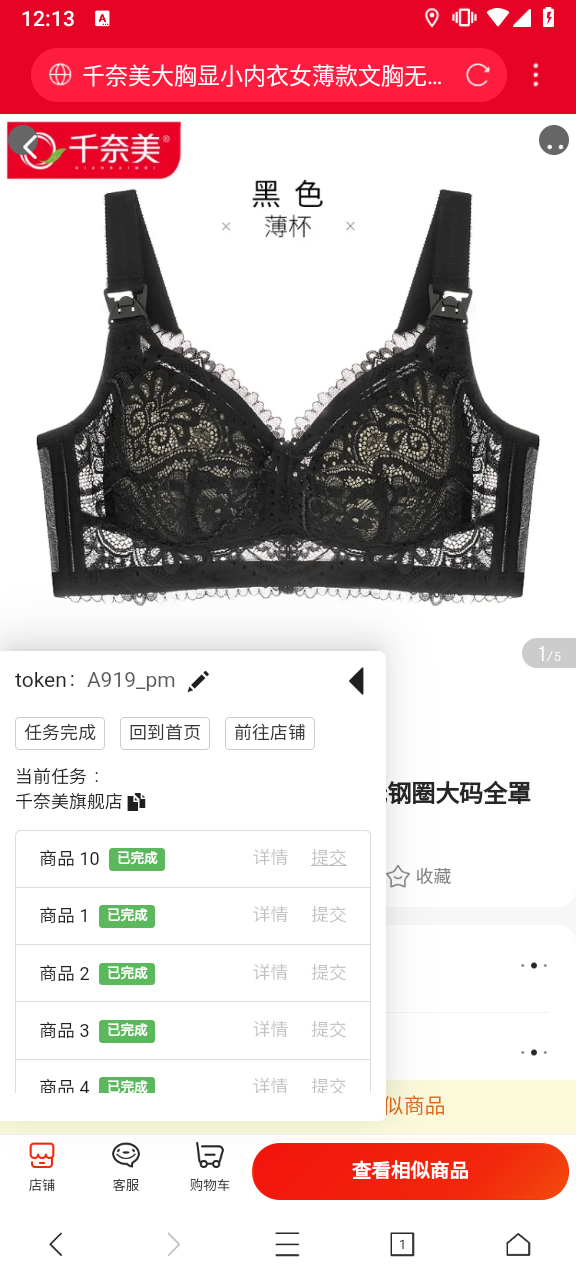 12:13
A
千奈美大胸显小内衣女薄款文胸无...
千奈美®
QIANNAIMEI
黑色
× 薄杯 ×
1/5
token: A919_pm
任务完成 回到首页 前往店铺
当前任务：
千奈美旗舰店
钢圈大码全罩
商品 10 已完成 详情 提交
收藏
商品 1 已完成 详情 提交
商品 2 已完成 详情 提交
商品 3 已完成 详情 提交
商品 4 已完成 详情 提交
似商品
店铺 客服 购物车 查看相似商品
1